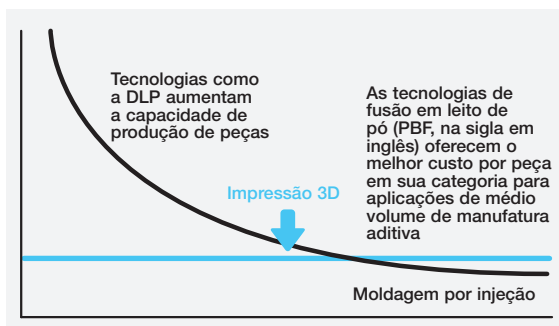 Tecnologias como
a DLP aumentam
a capacidade de
produção de peças
As tecnologias de
fusão em leito de
pó (PBF, na sigla em
inglês) oferecem o
melhor custo por peça
em sua categoria para
aplicações de médio
volume de manufatura
aditiva
Impressão 3D
Moldagem por injeção